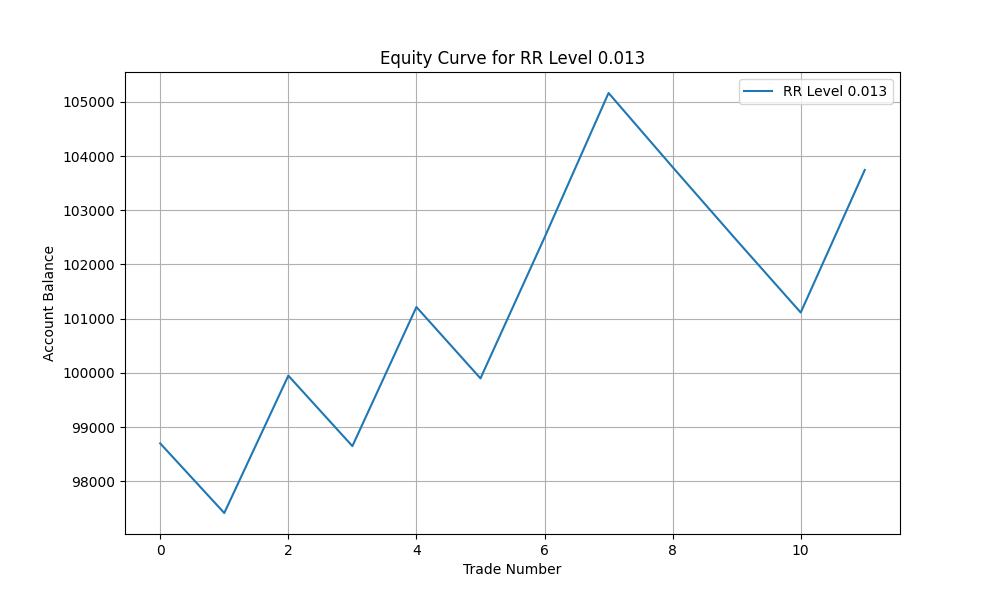 Equity Curve for RR Level 0.013
RR Level 0.013
105000
104000
103000
102000
101000
100000
99000
98000
Account Balance
0 2 4 6 8 10
Trade Number